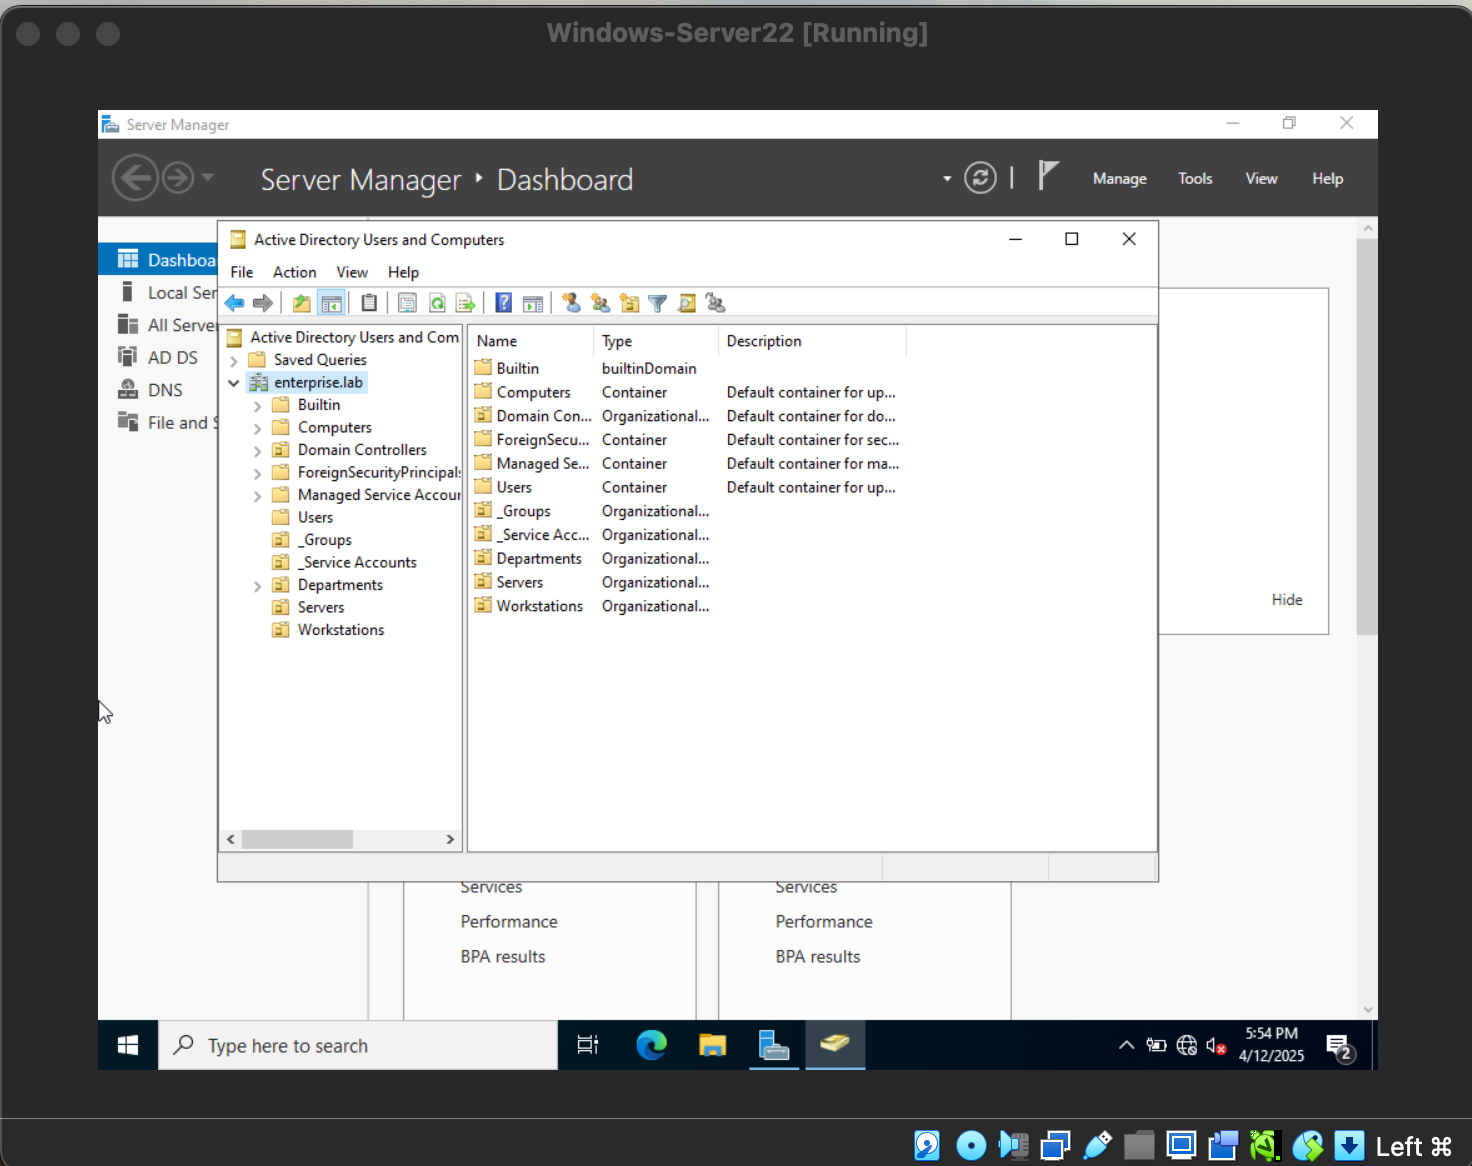 Windows-Server22 [Running]
Server Manager
Server Manager ‣ Dashboard
Manage Tools View Help
Dashboa
Local Ser
All Server
AD DS
DNS
File and S
Active Directory Users and Computers
File Action View Help
Active Directory Users and Com
Saved Queries
enterprise.lab
Builtin
Computers
Domain Controllers
ForeignSecurityPrincipals
Managed Service Accour
Users
_Groups
_Service Accounts
Departments
Servers
Workstations
Name Type Description
Builtin builtinDomain
Computers Container Default container for up...
Domain Con... Organizational... Default container for do...
ForeignSecu... Container Default container for sec...
Managed Se... Container Default container for ma...
Users Container Default container for up...
_Groups Organizational...
_Service Acc... Organizational...
Departments Organizational...
Servers Organizational...
Workstations Organizational...
Hide
Services Services
Performance Performance
BPA results BPA results
Type here to search
5:54 PM
4/12/2025
2
Left ⌘